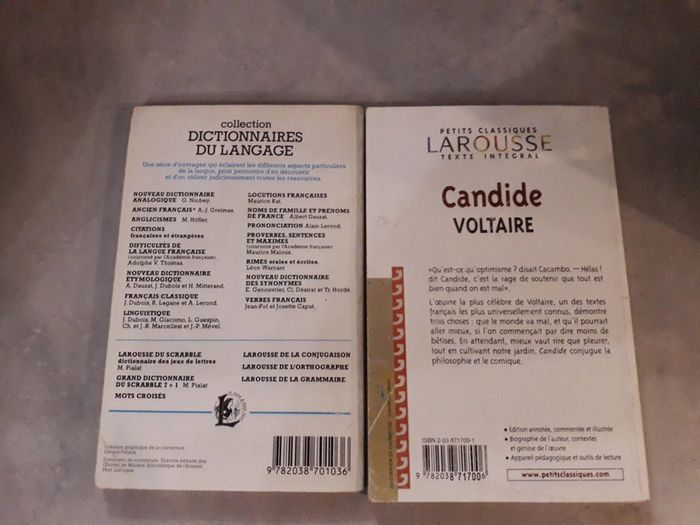 collection
DICTIONNAIRES
DU LANGAGE
Une série d'ouvrages qui éclairent les différents aspects particuliers
de la langue, pour permettre d'en découvrir
et d'en utiliser judicieusement toutes les ressources.
NOUVEAU DICTIONNAIRE
ANALOGIQUE G. Niobey.
ANCIEN FRANÇAIS* A.-J. Greimas
ANGLICISMES M. Höfler.
CITATIONS
françaises et étrangères
DIFFICULTÉS DE
LA LANGUE FRANÇAISE
(couronné par l'Académie française)
Adolphe V. Thomas.
NOUVEAU DICTIONNAIRE
ÉTYMOLOGIQUE
A. Dauzat, J. Dubois et H. Mitterand.
FRANÇAIS CLASSIQUE
J. Dubois, R. Lagane et A. Lerond.
LINGUISTIQUE
J. Dubois, M. Giacomo, L. Guespin,
Ch. et J.-B. Marcellesi et J.-P. Mével.
LOCUTIONS FRANÇAISES
Maurice Rat.
NOMS DE FAMILLE ET PRÉNOMS
DE FRANCE Albert Dauzat.
PRONONCIATION Alain Lerond.
PROVERBES, SENTENCES
ET MAXIMES
(couronné par l'Académie française)
Maurice Maloux.
RIMES orales et écrites.
Léon Warnant
NOUVEAU DICTIONNAIRE
DES SYNONYMES
E. Genouvrier, Cl. Désirat et Tr. Hordé.
VERBES FRANÇAIS
Jean-Pol et Josette Caput.
LAROUSSE DU SCRABBLE
dictionnaire des jeux de lettres
M. Pialat
GRAND DICTIONNAIRE
DU SCRABBLE 7 + 1 M. Pialat
MOTS CROISÉS
LAROUSSE DE LA CONJUGAISON
LAROUSSE DE L'ORTHOGRAPHE
LAROUSSE DE LA GRAMMAIRE
9782038701036
PETITS CLASSIQUES
LAROUSSE
TEXTE INTÉGRAL
Candide
VOLTAIRE
«Qu'est-ce qu'optimisme ? disait Cacambo. — Hélas !
dit Candide, c'est la rage de soutenir que tout est
bien quand on est mal»
L'œuvre la plus célèbre de Voltaire, un des textes
français les plus universellement connus, démontre
trois choses : que le monde va mal, et qu'il pourrait
aller mieux, si l'on commençait par dire moins de
bêtises. En attendant, mieux vaut rire que pleurer,
tout en cultivant notre jardin. Candide conjugue la
philosophie et le comique.
• Édition annotée, commentée et illustrée
• Biographie de l'auteur, contextes
et genèse de l'œuvre
• Appareil pédagogique et outils de lecture
www.petitsclassiques.com
ISBN 2-03-871700-1
9 782038 717006